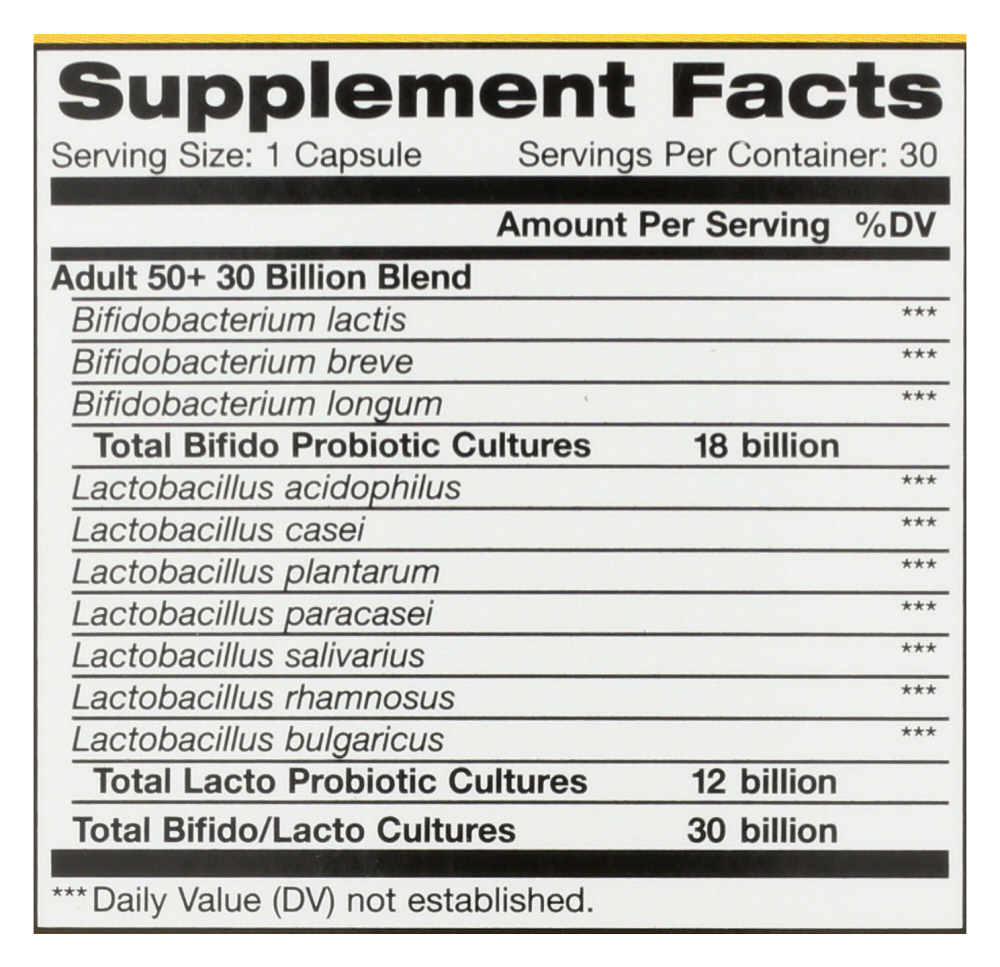 Supplement Facts
Serving Size: 1 Capsule Servings Per Container: 30
Amount Per Serving %DV
Adult 50+ 30 Billion Blend
Bifidobacterium lactis ***
Bifidobacterium breve ***
Bifidobacterium longum ***
Total Bifido Probiotic Cultures 18 billion
Lactobacillus acidophilus ***
Lactobacillus casei ***
Lactobacillus plantarum ***
Lactobacillus paracasei ***
Lactobacillus salivarius ***
Lactobacillus rhamnosus ***
Lactobacillus bulgaricus ***
Total Lacto Probiotic Cultures 12 billion
Total Bifido/Lacto Cultures 30 billion
*** Daily Value (DV) not established.